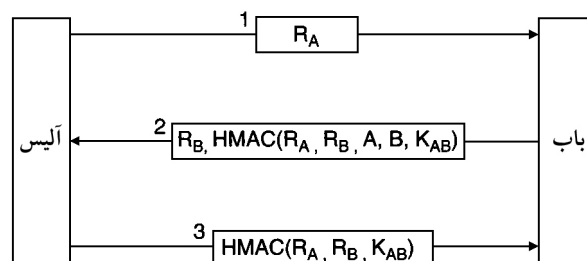 1
R_A
آلیس
2
R_B, HMAC(R_A, R_B, A, B, K_AB)
باب
3
HMAC(R_A, R_B, K_AB)